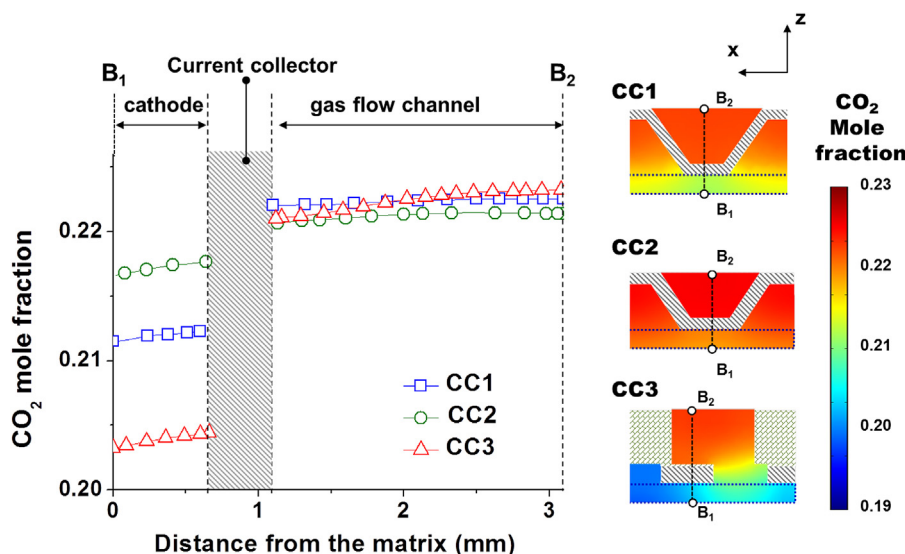 Current collector
B1
B2
cathode
gas flow channel
CO2 mole fraction
0.22
0.21
0.20
0
1
2
3
Distance from the matrix (mm)
CC1
CC2
CC3
z
x
CC1
B2
B1
CC2
B2
B1
CC3
B2
B1
CO2
Mole
fraction
0.23
0.22
0.21
0.20
0.19